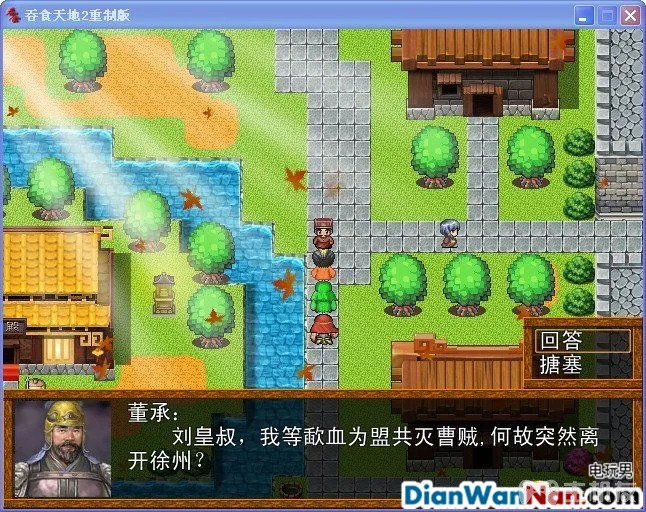 吞食天地2重制版
殿
回答
搪塞
董承:
刘皇叔，我等歃血为盟共灭曹贼,何故突然离
开徐州？
电玩男
DianWanNan.com